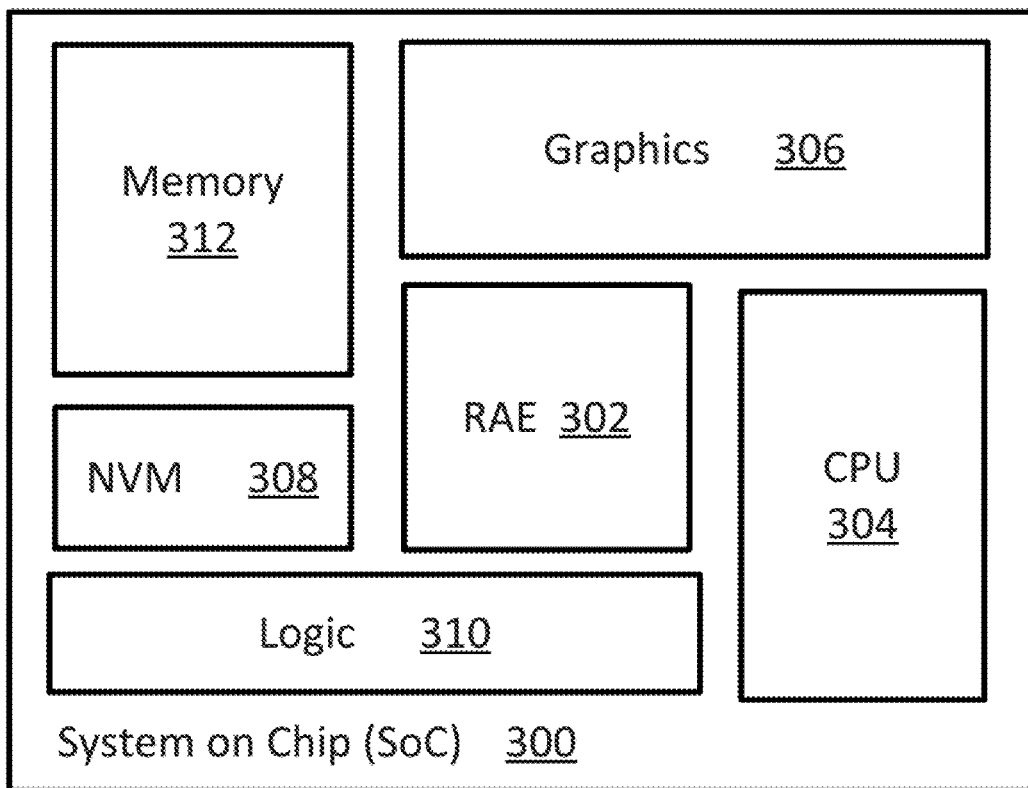 Graphics 306
Memory
312
RAE 302
CPU
304
NVM 308
Logic 310
System on Chip (SoC) 300